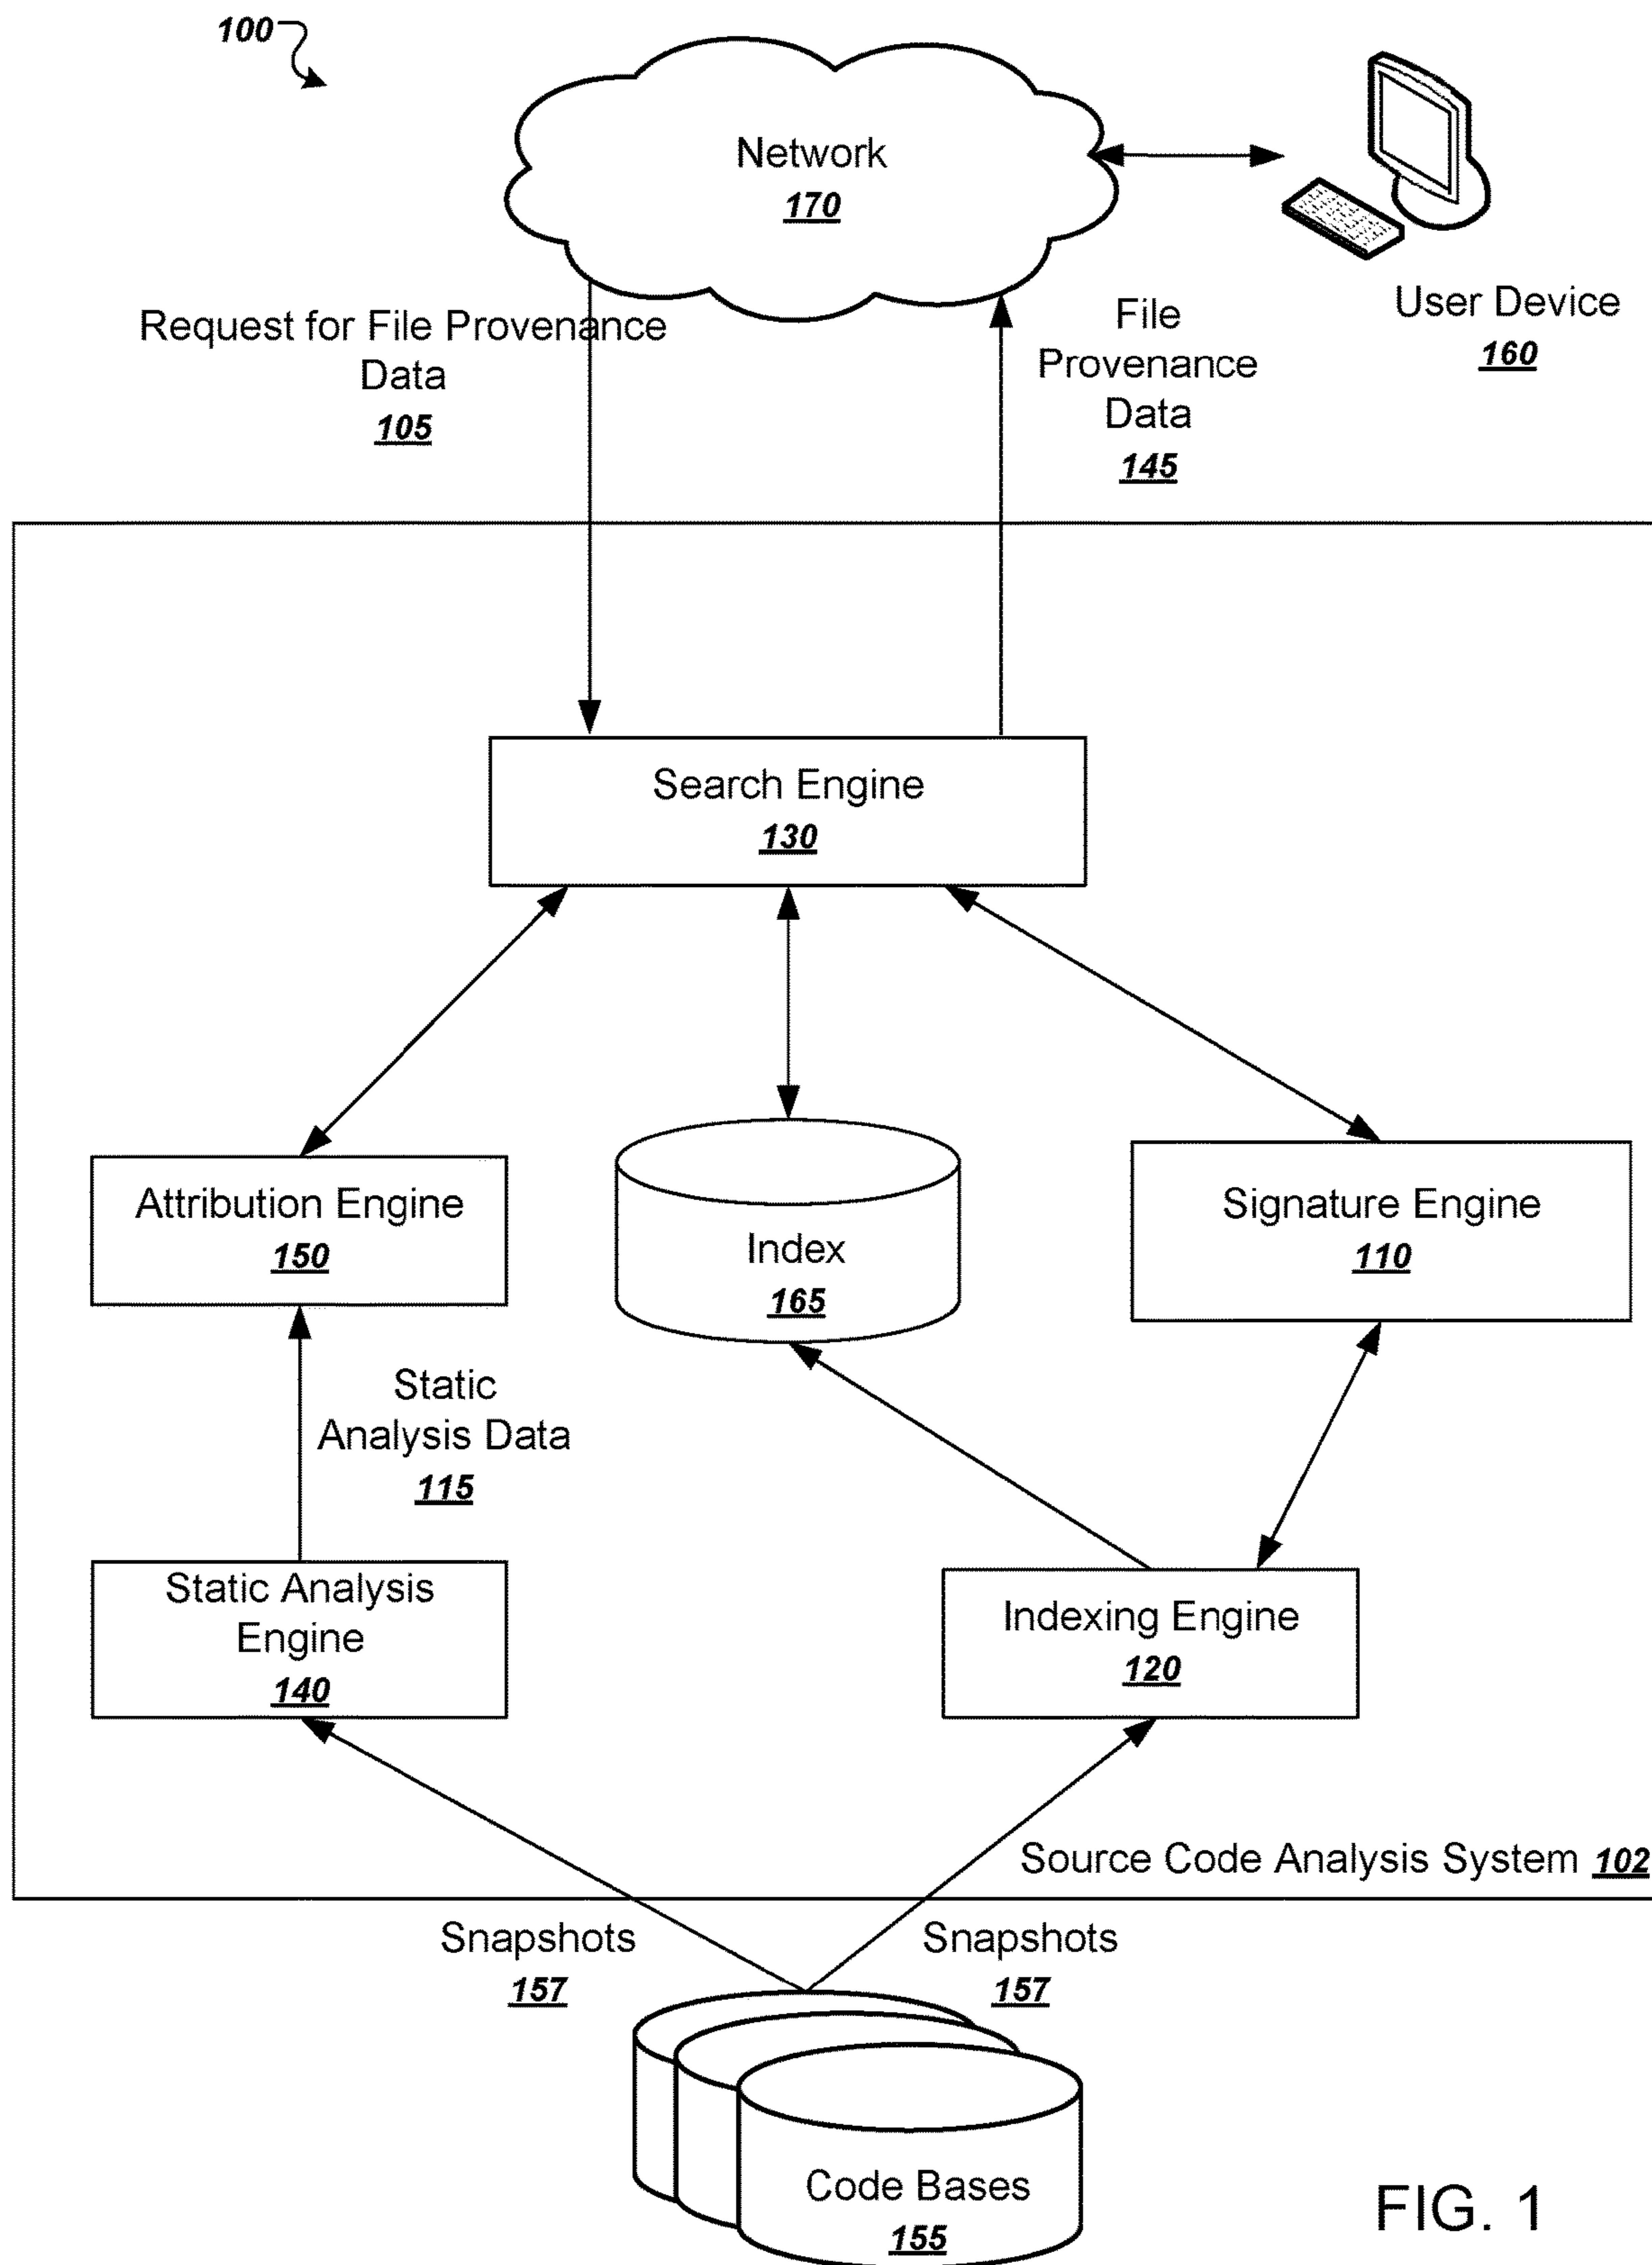 100
Network
170
Request for File Provenance
Data
105
File
Provenance
Data
145
User Device
160
Search Engine
130
Attribution Engine
150
Index
165
Signature Engine
110
Static
Analysis Data
115
Static Analysis
Engine
140
Indexing Engine
120
Source Code Analysis System 102
Snapshots
157
Snapshots
157
Code Bases
155
FIG. 1